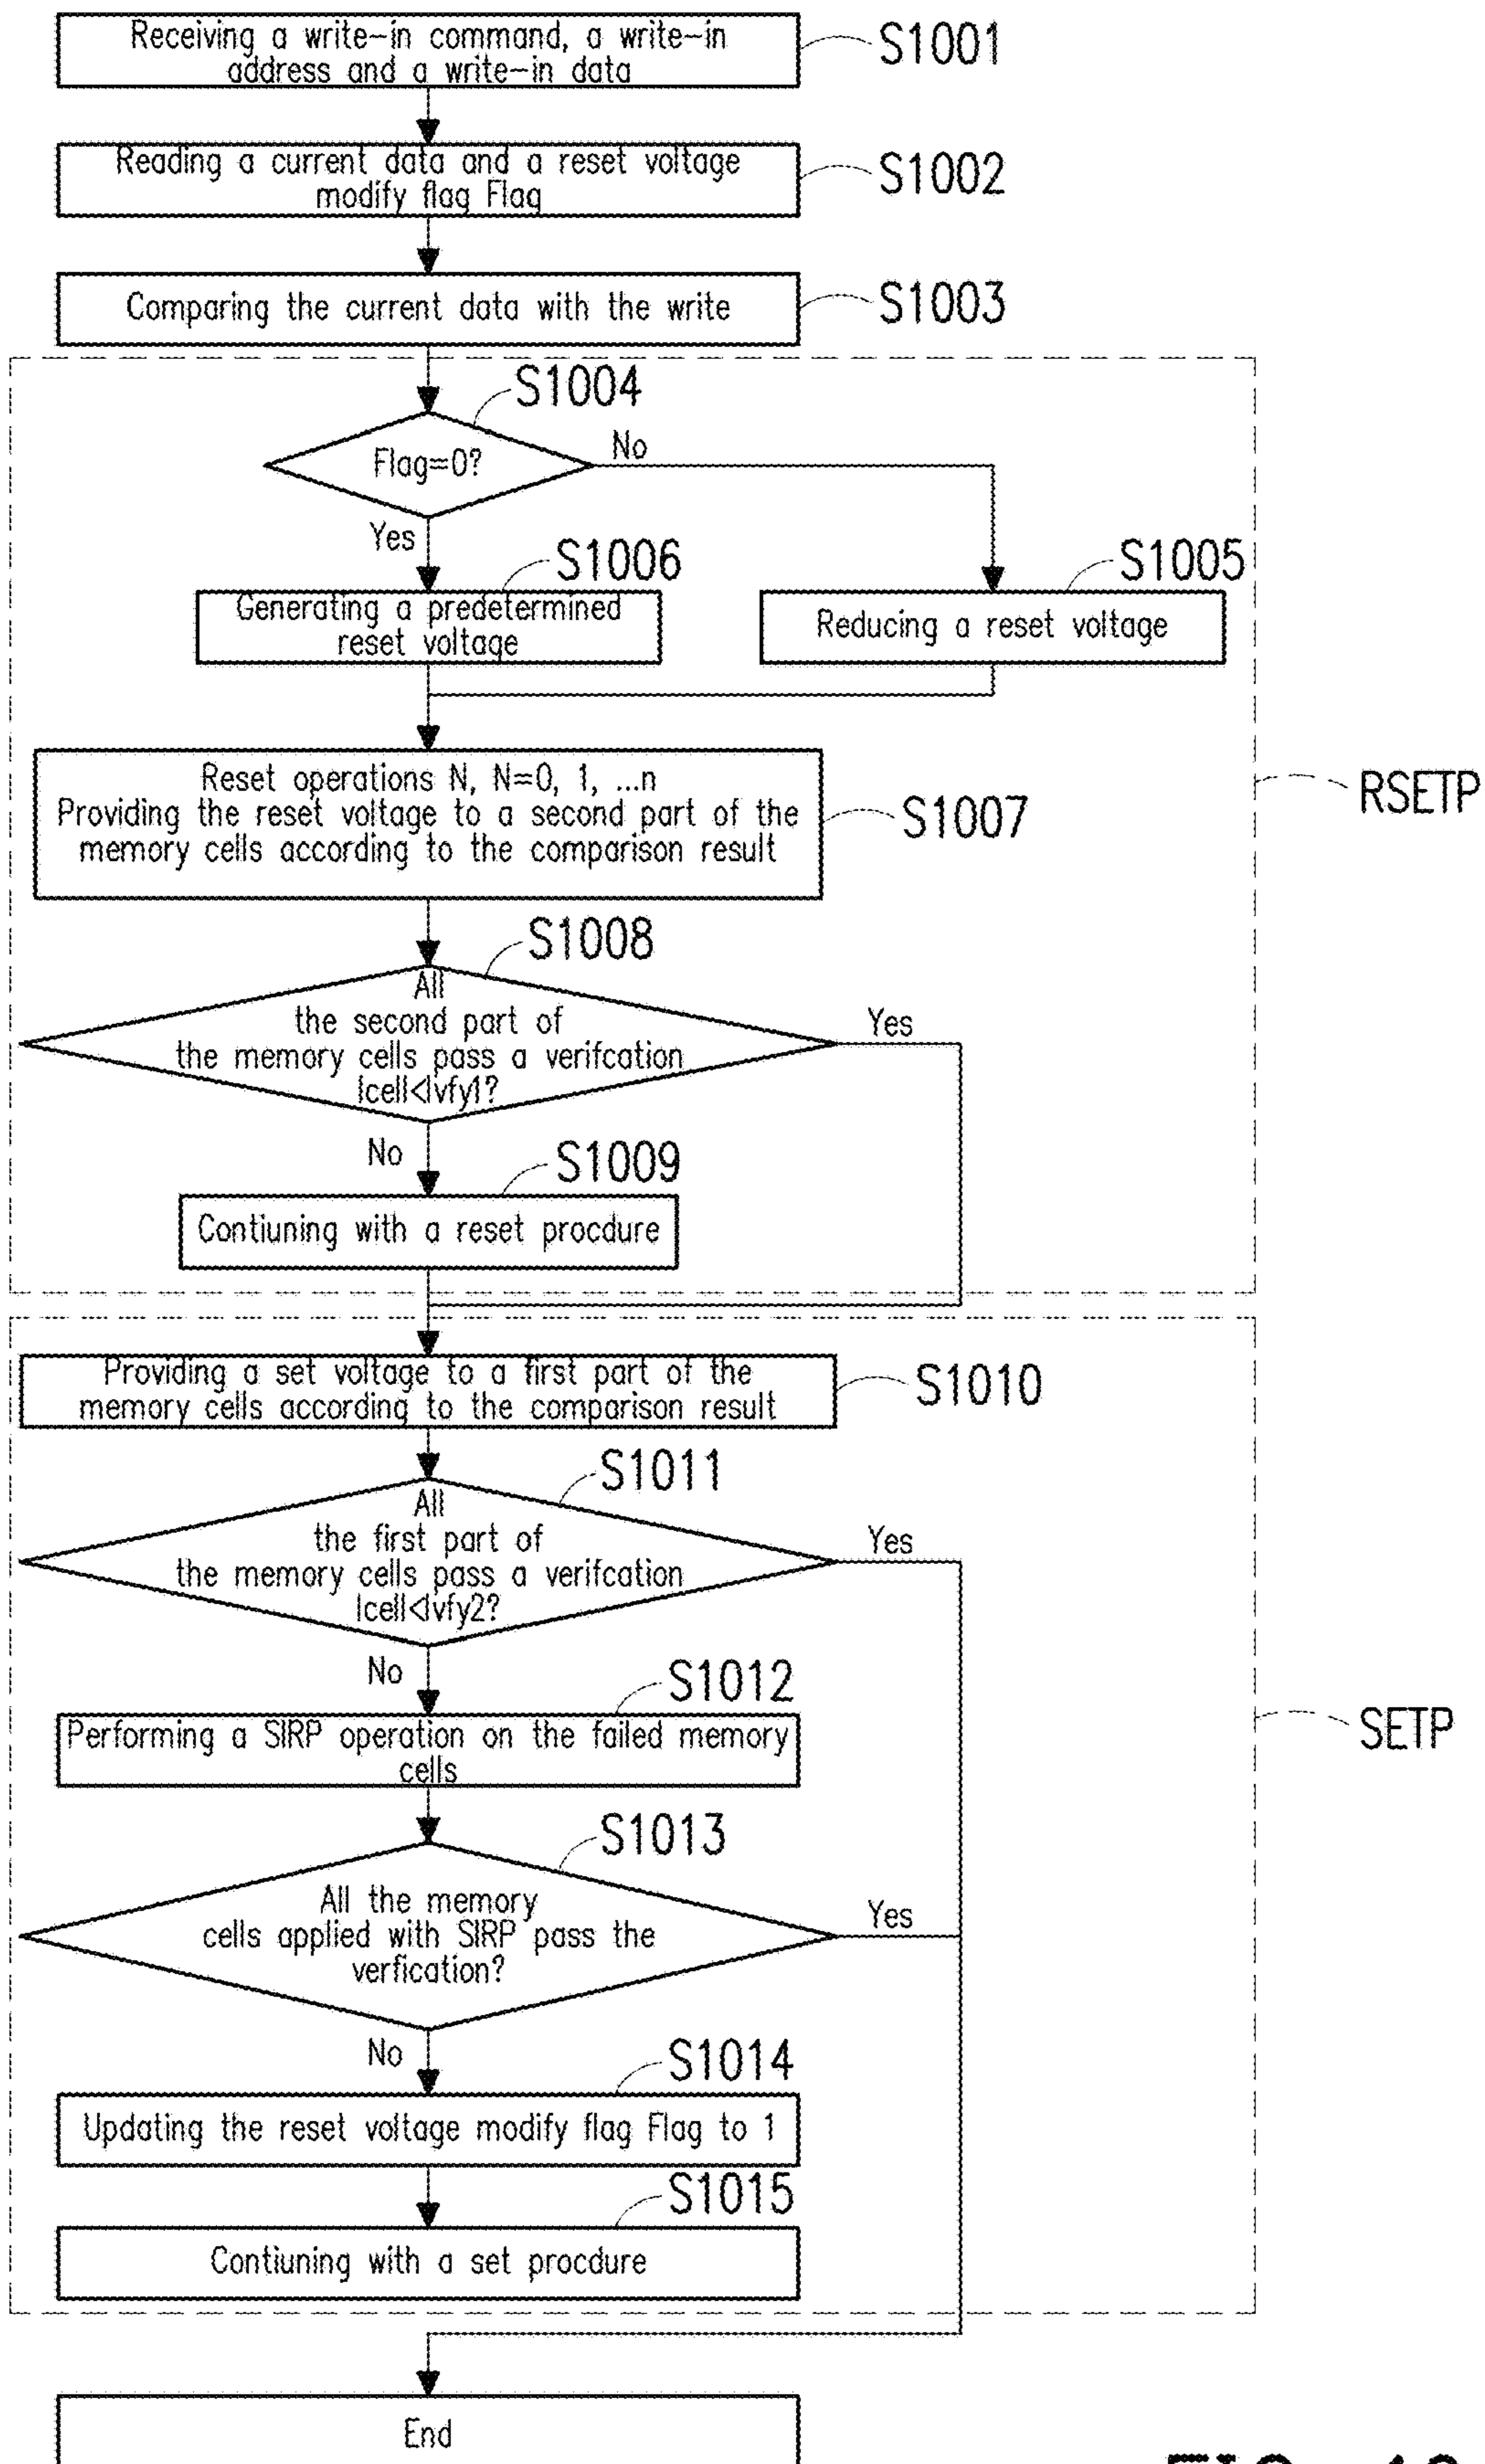 Receiving a write-in command, a write-in
address and a write-in data
S1001
Reading a current data and a reset voltage
modify flag Flag
S1002
Comparing the current data with the write
S1003
S1004
Flag=0?
No
Yes
S1006
S1005
Generating a predetermined
reset voltage
Reducing a reset voltage
Reset operations N, N=0, 1, ...n
Providing the reset voltage to a second part of the
memory cells according to the comparison result
S1007
RSETP
S1008
All
the second part of
the memory cells pass a verifcation
Icell<Ivfy1?
Yes
No
S1009
Contiuning with a reset procdure
Providing a set voltage to a first part of the
memory cells according to the comparison result
S1010
S1011
All
the first part of
the memory cells pass a verifcation
Icell<Ivfy2?
Yes
No
S1012
Performing a SIRP operation on the failed memory
cells
SETP
S1013
All the memory
cells applied with SIRP pass the
verfication?
Yes
No
S1014
Updating the reset voltage modify flag Flag to 1
S1015
Contiuning with a set procdure
End